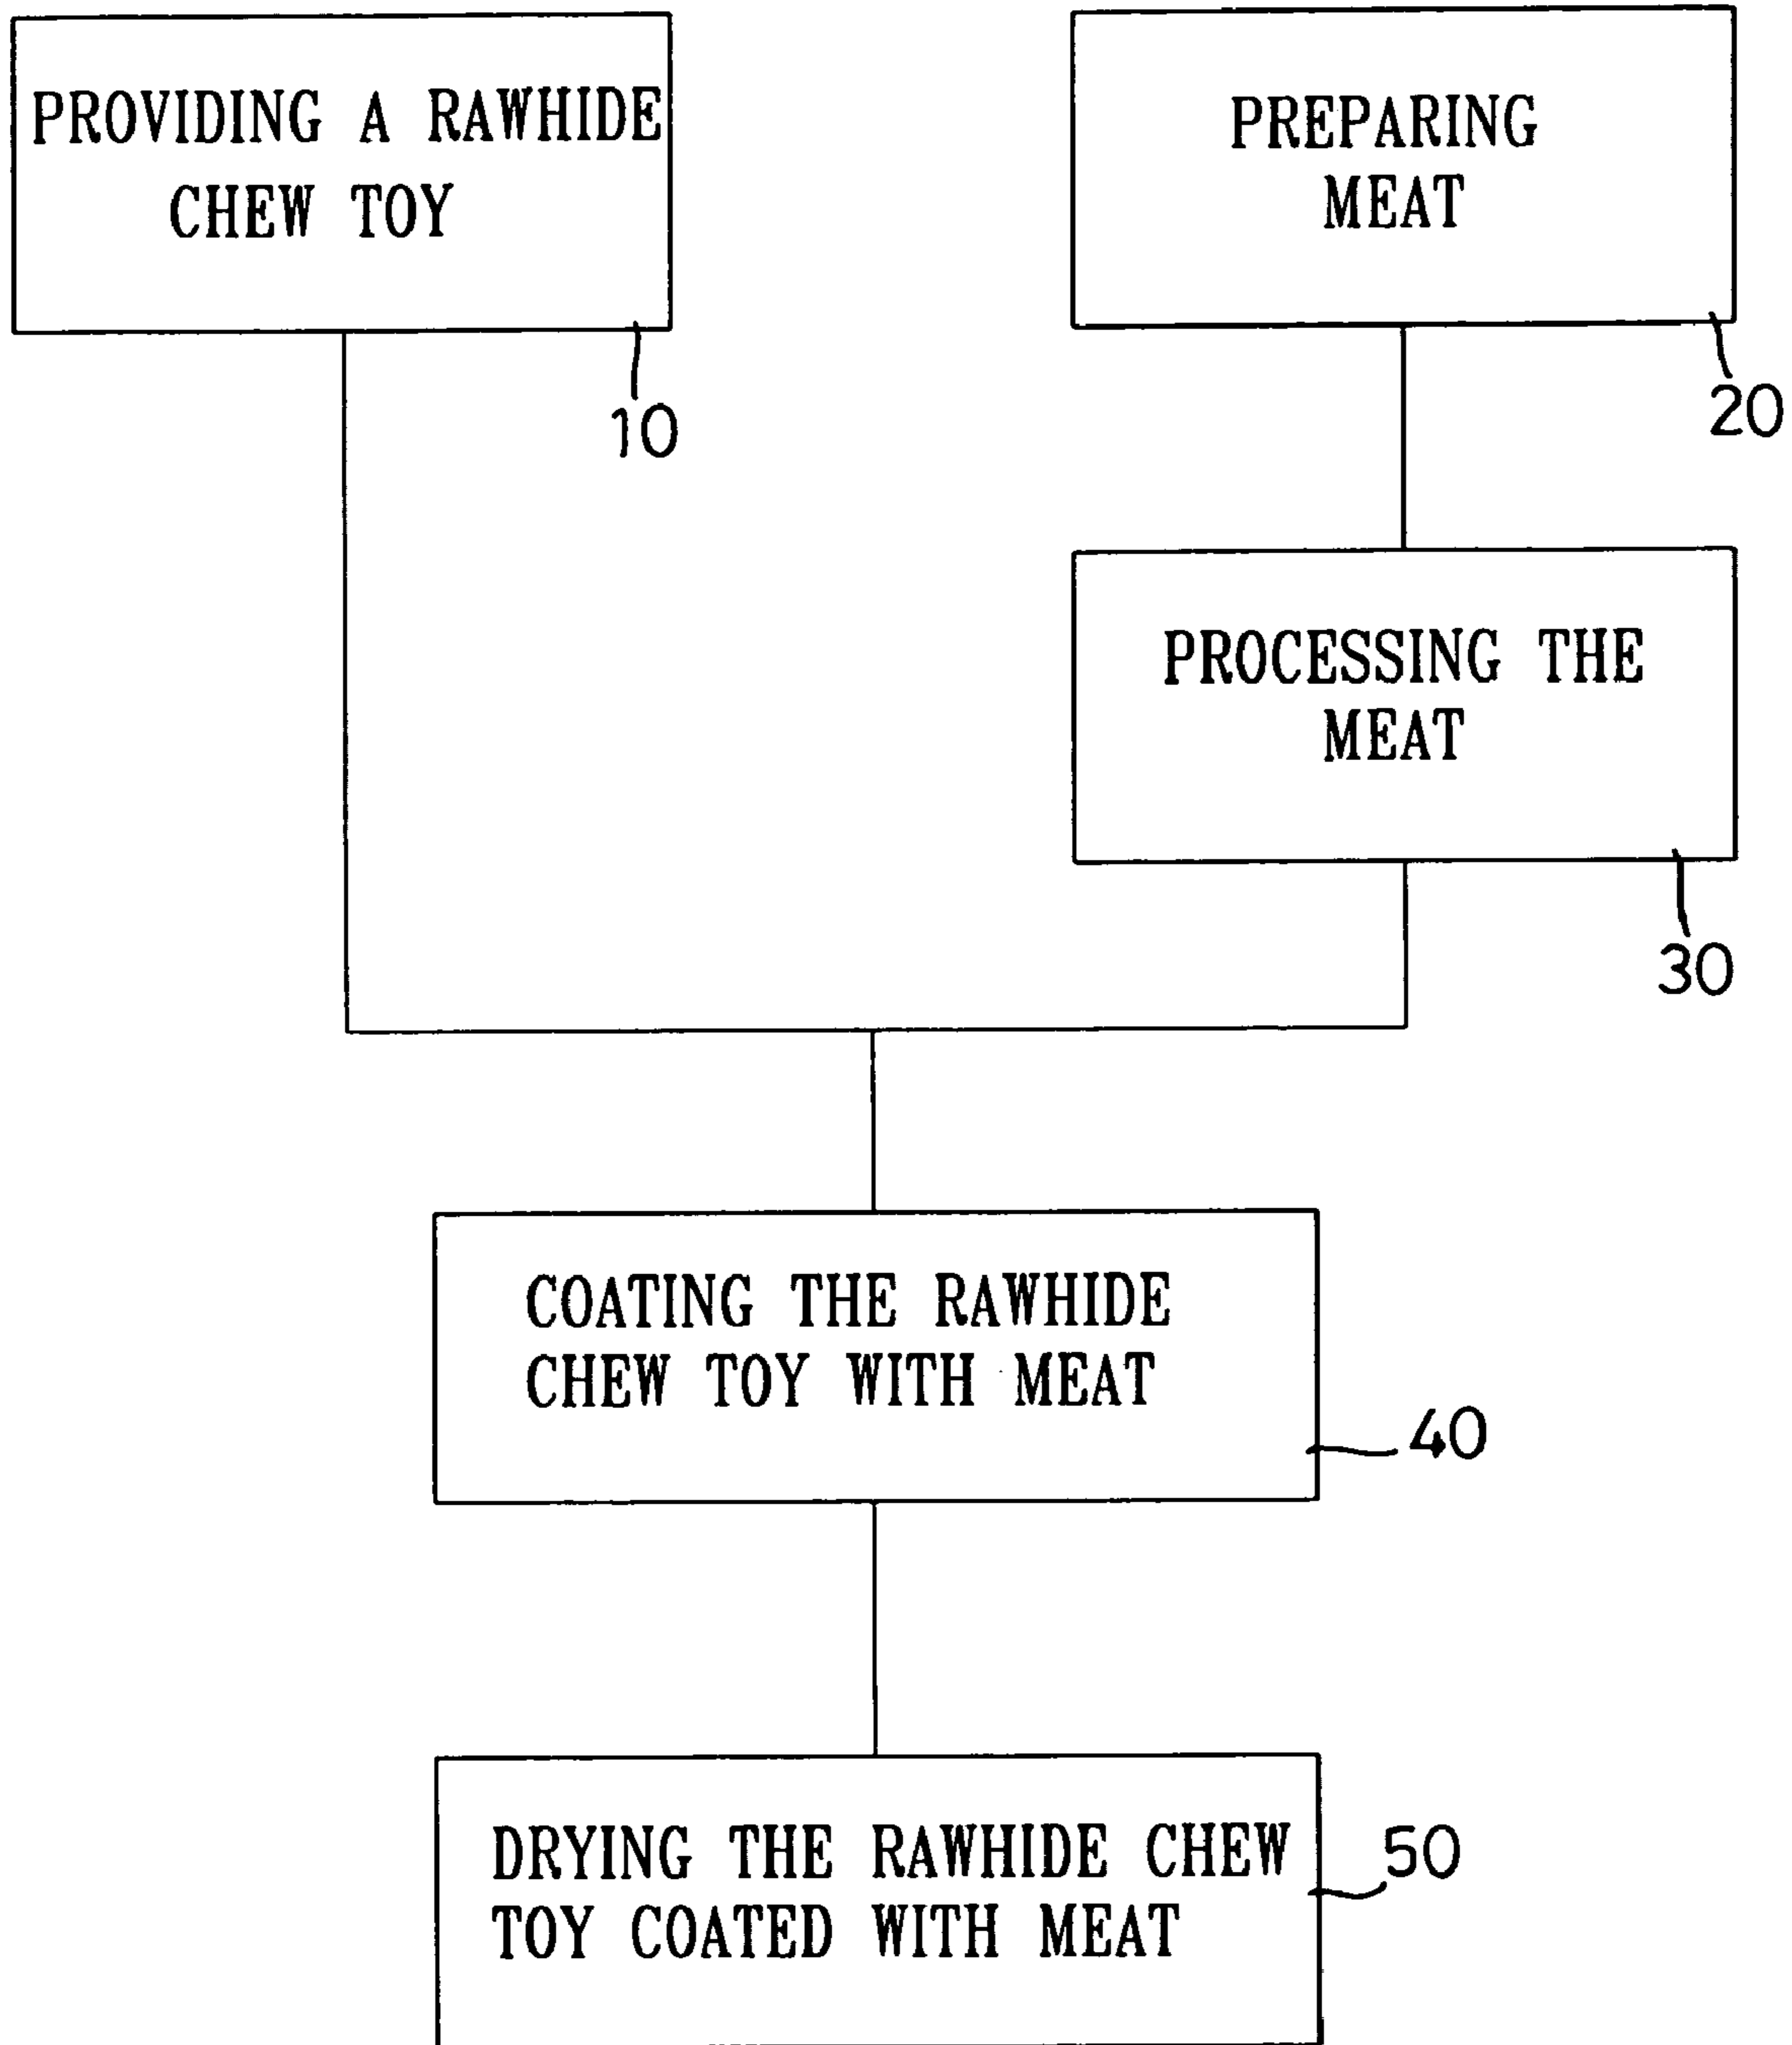 PROVIDING A RAWHIDE
CHEW TOY
10
PREPARING
MEAT
20
PROCESSING THE
MEAT
30
COATING THE RAWHIDE
CHEW TOY WITH MEAT
40
DRYING THE RAWHIDE CHEW
TOY COATED WITH MEAT
50